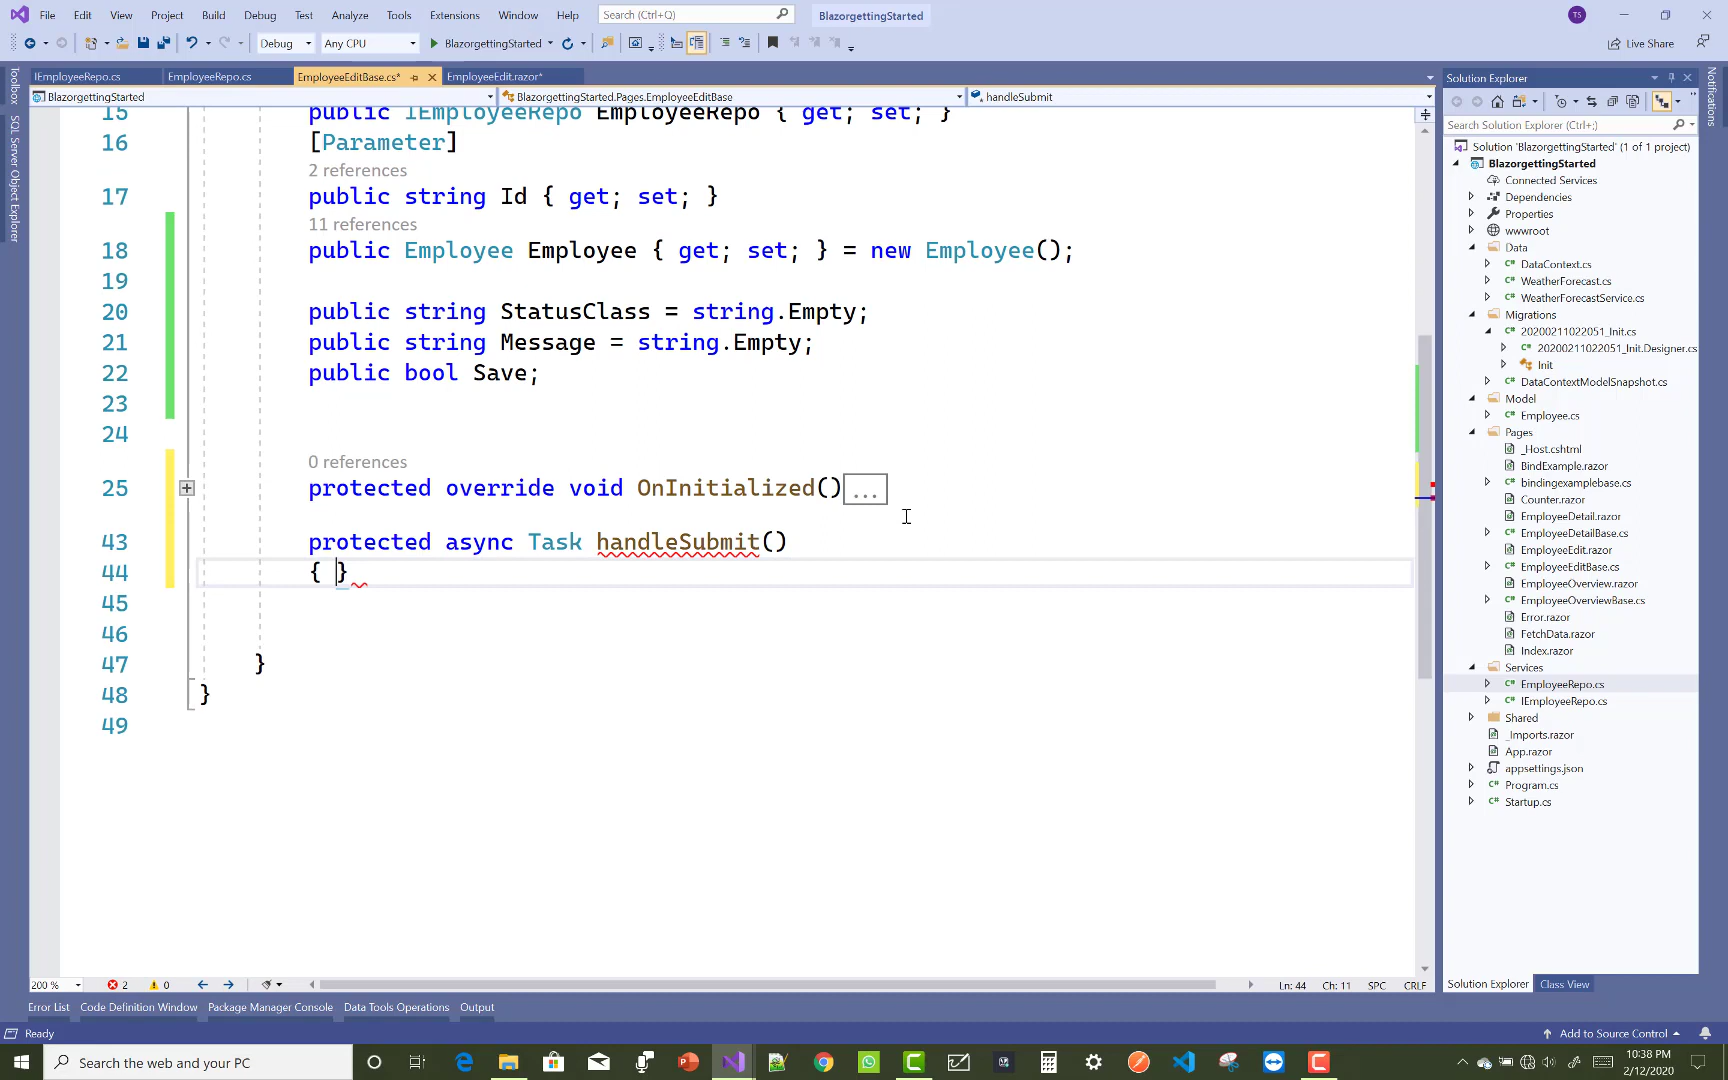 File Edit View Project Build Debug Test Analyze Tools Extensions Window Help Search (Ctrl+Q) BlazorgettingStarted TS
Debug Any CPU BlazorgettingStarted Live Share
IEmployeeRepo.cs EmployeeRepo.cs EmployeeEditBase.cs* EmployeeEdit.razor*
BlazorgettingStarted BlazorgettingStarted.Pages.EmployeeEditBase handleSubmit
Toolbox
SQL Server Object Explorer
15 public IEmployeeRepo EmployeeRepo { get; set; }
16 [Parameter]
2 references
17 public string Id { get; set; }
11 references
18 public Employee Employee { get; set; } = new Employee();
19
20 public string StatusClass = string.Empty;
21 public string Message = string.Empty;
22 public bool Save;
23
24
0 references
25 protected override void OnInitialized()...
43 protected async Task handleSubmit()
44 { }
45
46
47 }
48 }
49
200 % 2 0 Ln: 44 Ch: 11 SPC CRLF
Solution Explorer
Search Solution Explorer (Ctrl+;)
Solution 'BlazorgettingStarted' (1 of 1 project)
BlazorgettingStarted
Connected Services
Dependencies
Properties
wwwroot
Data
DataContext.cs
WeatherForecast.cs
WeatherForecastService.cs
Migrations
20200211022051_Init.cs
20200211022051_Init.Designer.cs
Init
DataContextModelSnapshot.cs
Model
Employee.cs
Pages
_Host.cshtml
BindExample.razor
bindingexamplebase.cs
Counter.razor
EmployeeDetail.razor
EmployeeDetailBase.cs
EmployeeEdit.razor
EmployeeEditBase.cs
EmployeeOverview.razor
EmployeeOverviewBase.cs
Error.razor
FetchData.razor
Index.razor
Services
EmployeeRepo.cs
IEmployeeRepo.cs
Shared
_Imports.razor
App.razor
appsettings.json
Program.cs
Startup.cs
Solution Explorer Class View
Notifications
Error List Code Definition Window Package Manager Console Data Tools Operations Output
Ready Add to Source Control
Search the web and your PC
10:38 PM
2/12/2020